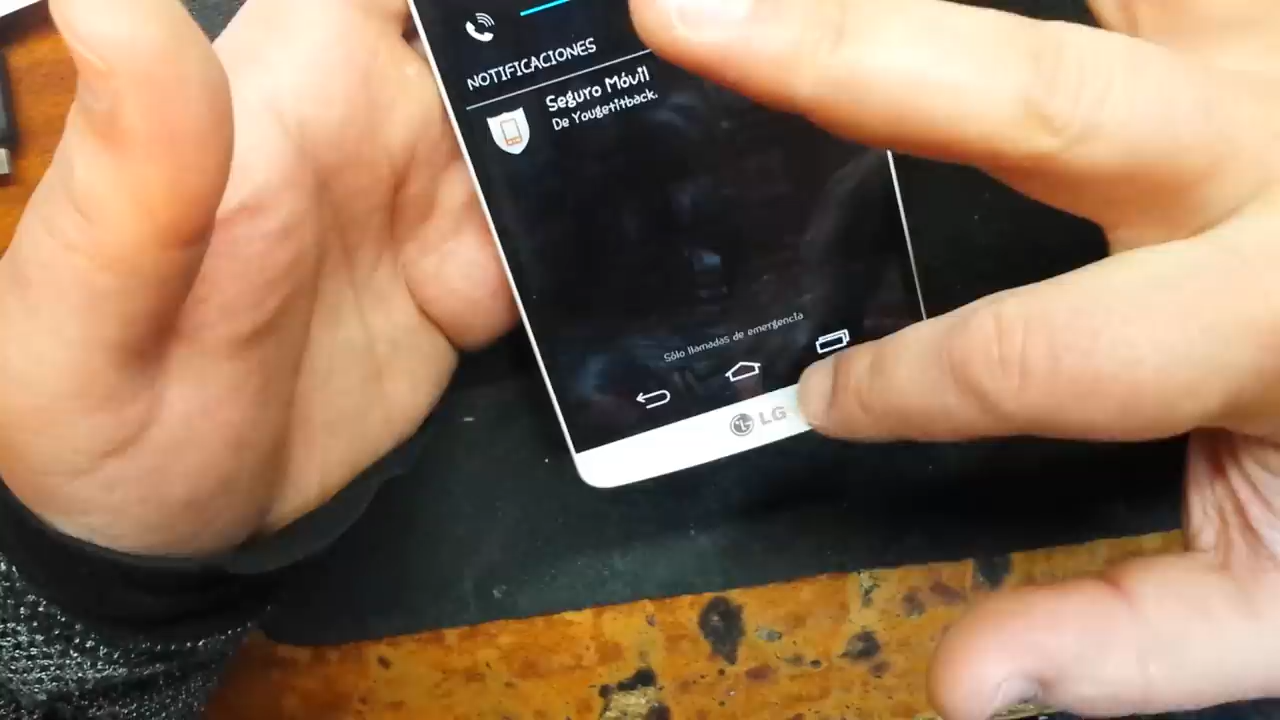 NOTIFICACIONES
Seguro Móvil
De Yougetitback.
Sólo llamadas de emergencia
LG